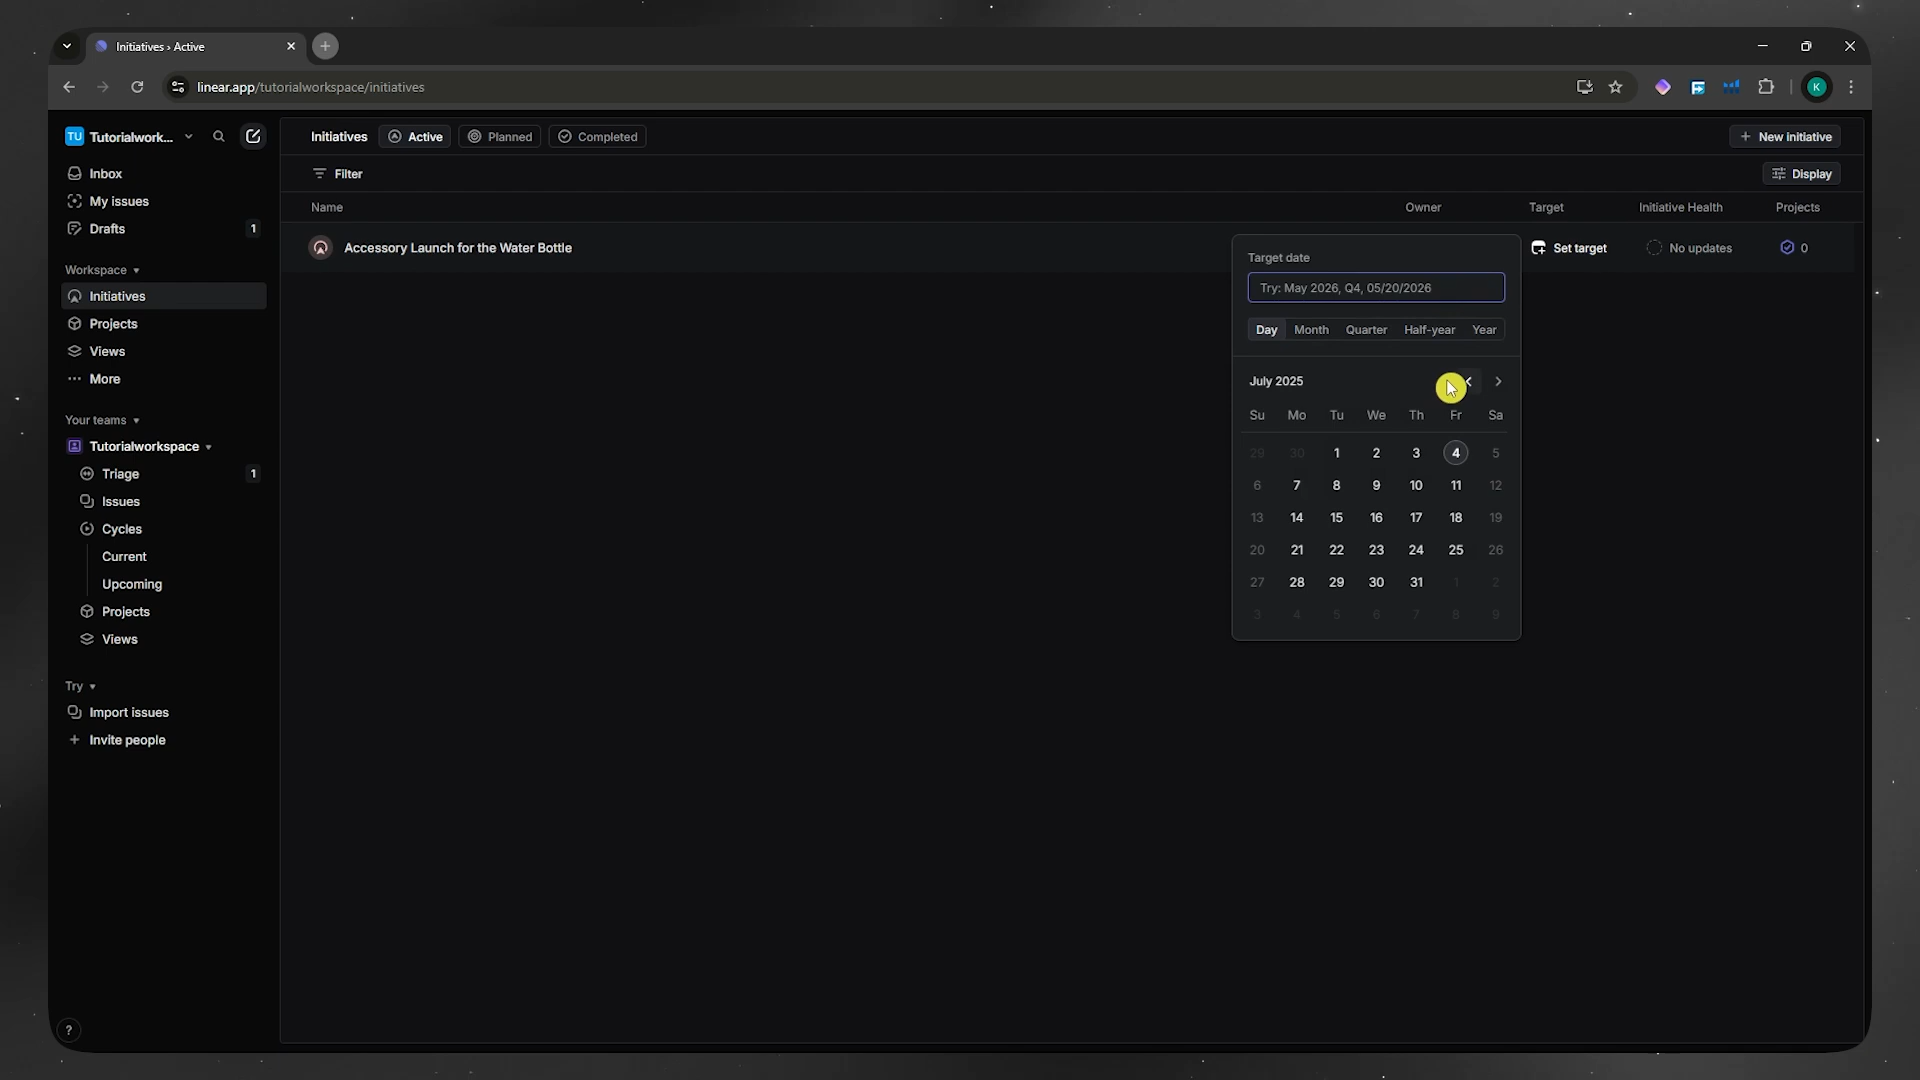 Initiatives › Active
linear.app/tutorialworkspace/initiatives
K
TU Tutorialwork...
Inbox
My issues
Drafts 1
Workspace
Initiatives
Projects
Views
More
Your teams
Tutorialworkspace
Triage 1
Issues
Cycles
Current
Upcoming
Projects
Views
Try
Import issues
Invite people
?
Initiatives Active Planned Completed
New initiative
Filter
Display
Name Owner Target Initiative Health Projects
Accessory Launch for the Water Bottle
Set target No updates 0
Target date
Try: May 2026, Q4, 05/20/2026
Day Month Quarter Half-year Year
July 2025
Su Mo Tu We Th Fr Sa
29 30 1 2 3 4 5
6 7 8 9 10 11 12
13 14 15 16 17 18 19
20 21 22 23 24 25 26
27 28 29 30 31 1 2
3 4 5 6 7 8 9